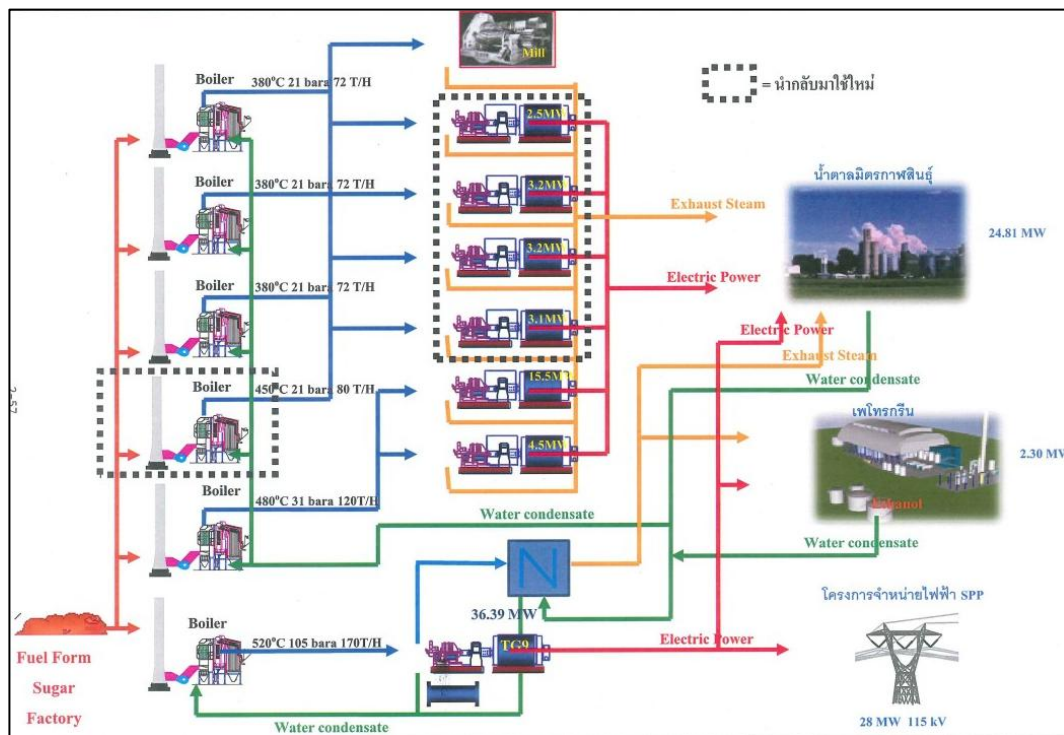 Mill
= นำกลับมาใช้ใหม่
Boiler
380°C 21 bara 72 T/H
2.5MW
น้ำตาลมิตรกาฬสินธุ์
Boiler
380°C 21 bara 72 T/H
3.2MW
Exhaust Steam
24.81 MW
3.2MW
Boiler
380°C 21 bara 72 T/H
Electric Power
3.1MW
Electric Power
Exhaust Steam
Boiler
450°C 21 bara 80 T/H
15.5MW
Water condensate
2-57
เพโทรกรีน
4.5MW
2.30 MW
Boiler
480°C 31 bara 120T/H
Ethanol
Water condensate
Water condensate
N
โครงการจำหน่ายไฟฟ้า SPP
36.39 MW
Boiler
520°C 105 bara 170T/H
TG9
Electric Power
Fuel Form
Sugar
Factory
Water condensate
28 MW 115 kV